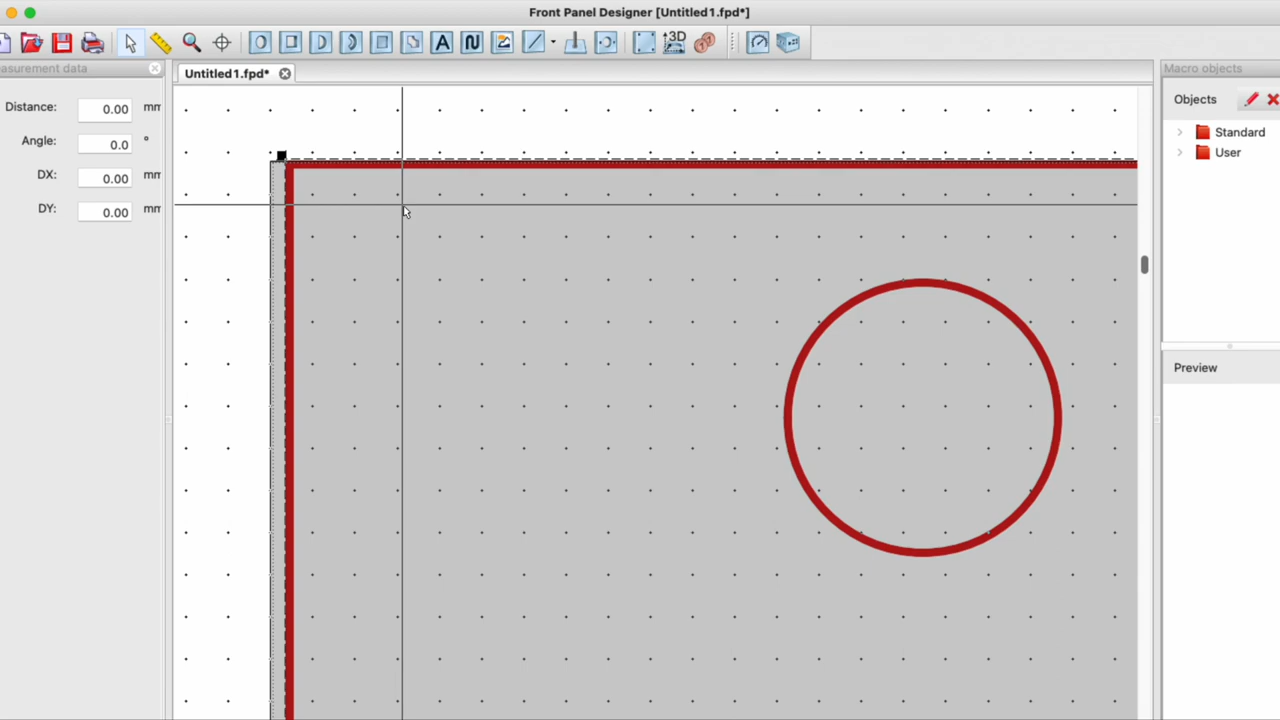 Front Panel Designer [Untitled1.fpd*]
A
3D
asurement data
Untitled1.fpd*
Macro objects
Distance: 0.00 mm
Angle: 0.0 °
DX: 0.00 mm
DY: 0.00 mm
Objects
Standard
User
Preview